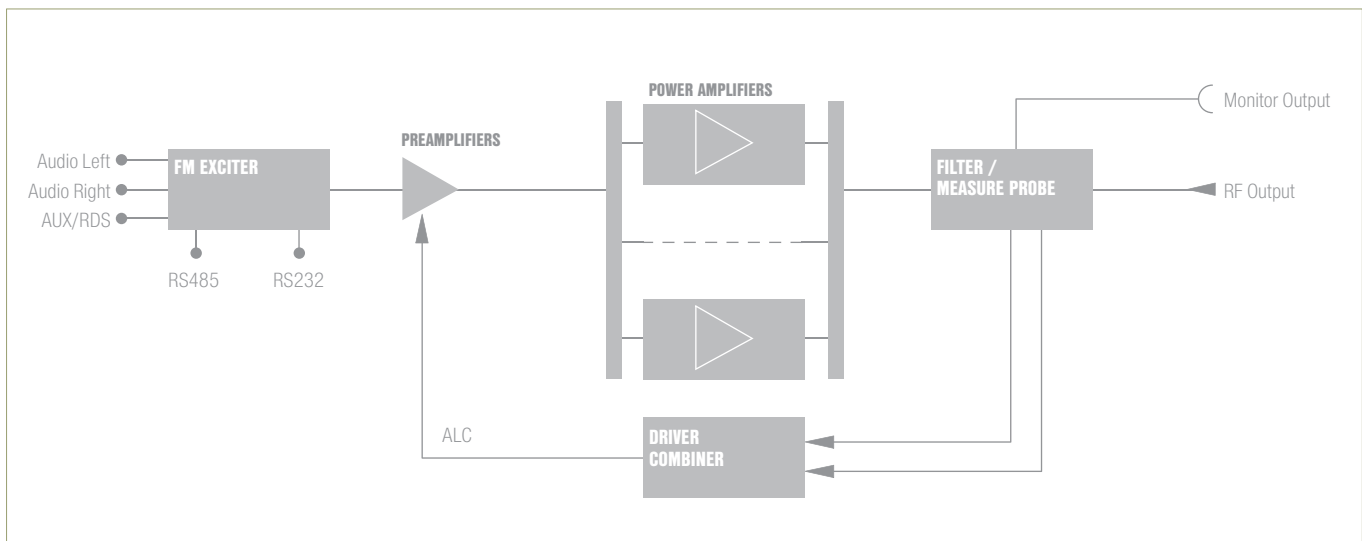 POWER AMPLIFIERS
Monitor Output
PREAMPLIFIERS
Audio Left
FM EXCITER
FILTER /
MEASURE PROBE
Audio Right
RF Output
AUX/RDS
RS485
RS232
ALC
DRIVER
COMBINER